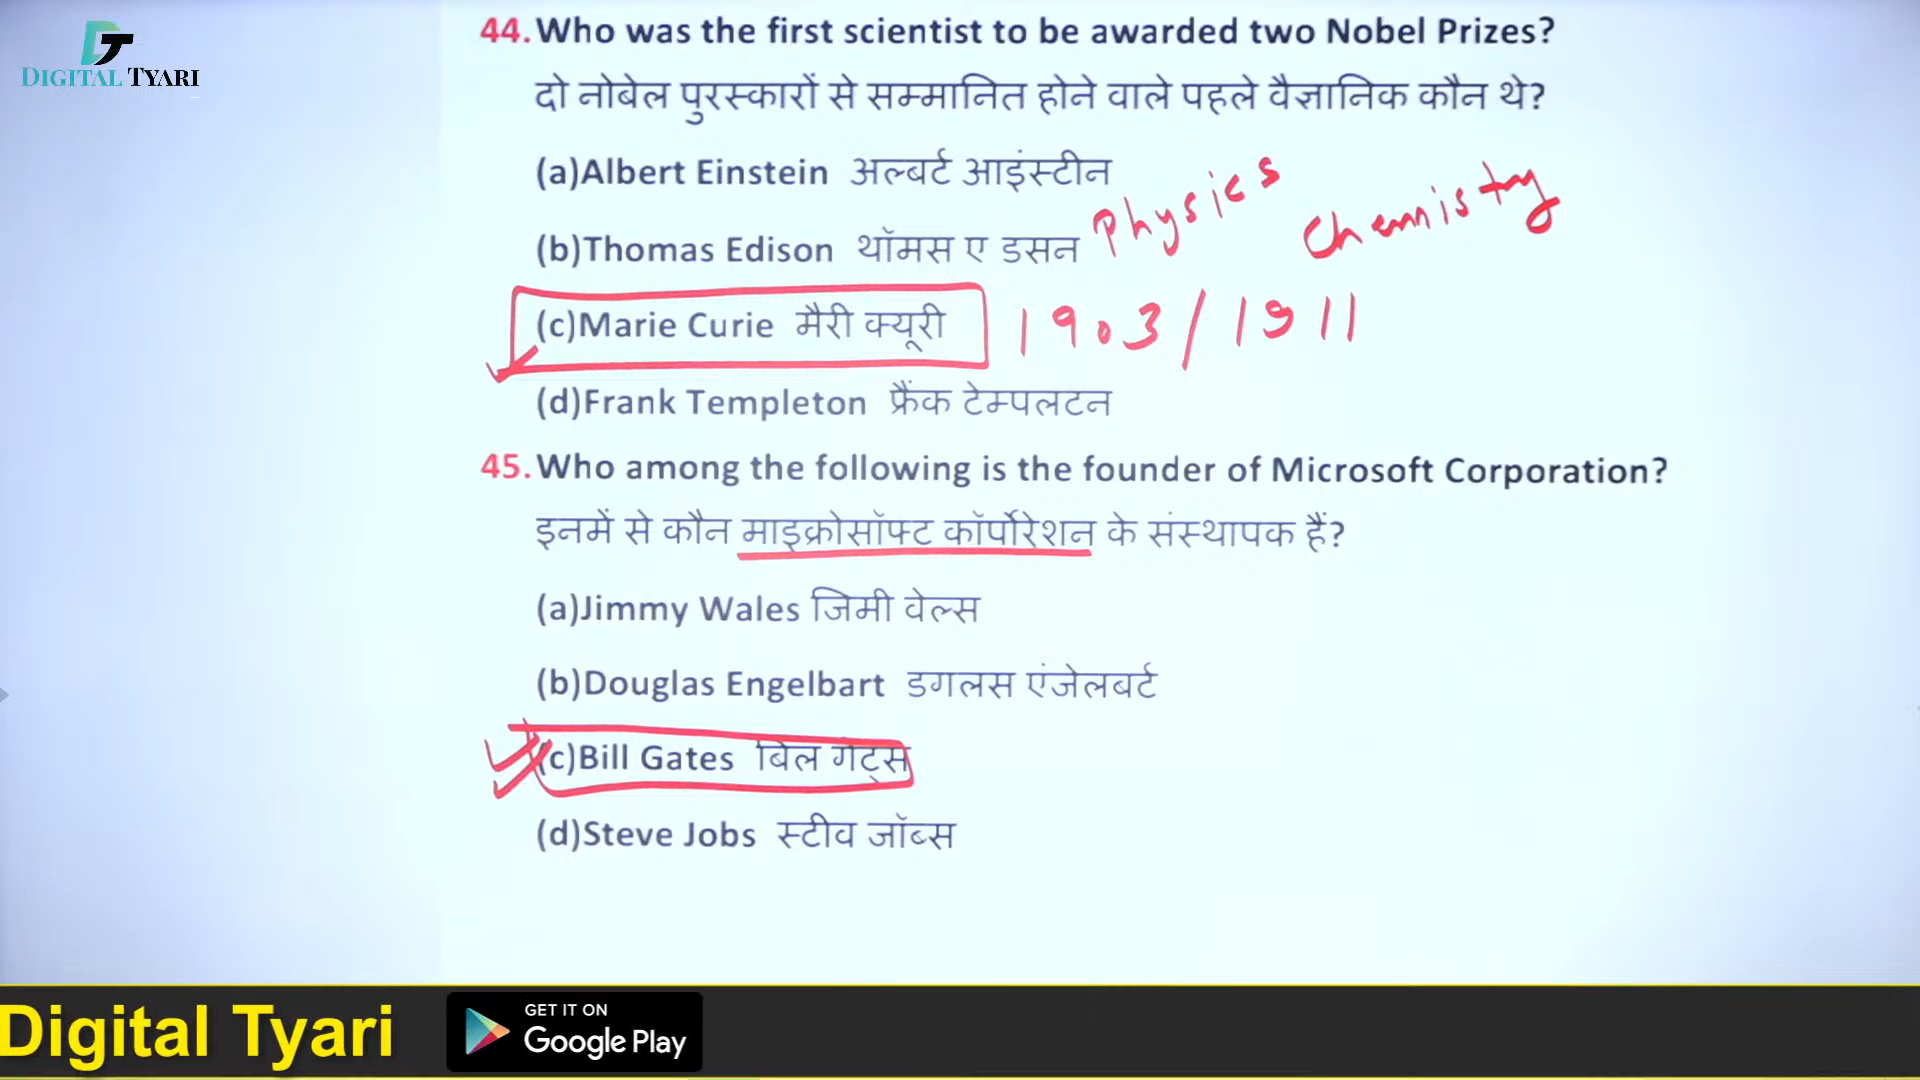 DT
DIGITAL TYARI
44. Who was the first scientist to be awarded two Nobel Prizes?
दो नोबेल पुरस्कारों से सम्मानित होने वाले पहले वैज्ञानिक कौन थे?
(a)Albert Einstein अल्बर्ट आइंस्टीन
Physics Chemistry
(b)Thomas Edison थॉमस ए डसन
(c)Marie Curie मैरी क्यूरी 1903/1911
(d)Frank Templeton फ्रैंक टेम्पलटन
45. Who among the following is the founder of Microsoft Corporation?
इनमें से कौन माइक्रोसॉफ्ट कॉर्पोरेशन के संस्थापक हैं?
(a)Jimmy Wales जिमी वेल्स
(b)Douglas Engelbart डगलस एंजेलबर्ट
(c)Bill Gates बिल गेट्स
(d)Steve Jobs स्टीव जॉब्स
Digital Tyari
GET IT ON
Google Play